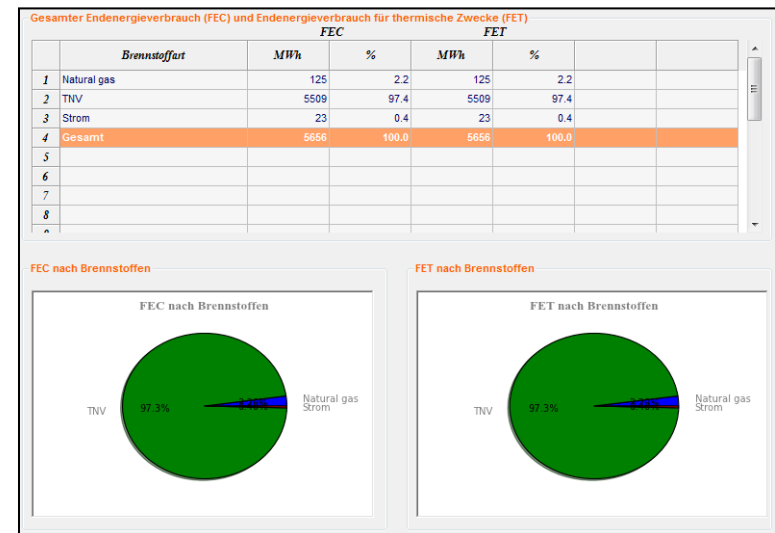 Gesamter Endenergieverbrauch (FEC) und Endenergieverbrauch für thermische Zwecke (FET)
FEC FET
Brennstoffart MWh % MWh %
1 Natural gas 125 2.2 125 2.2
2 TNV 5509 97.4 5509 97.4
3 Strom 23 0.4 23 0.4
4 Gesamt 5656 100.0 5656 100.0
5
6
7
8
FEC nach Brennstoffen FET nach Brennstoffen
FEC nach Brennstoffen
TNV
97.3%
Natural gas
Strom
FET nach Brennstoffen
TNV
97.3%
Natural gas
Strom